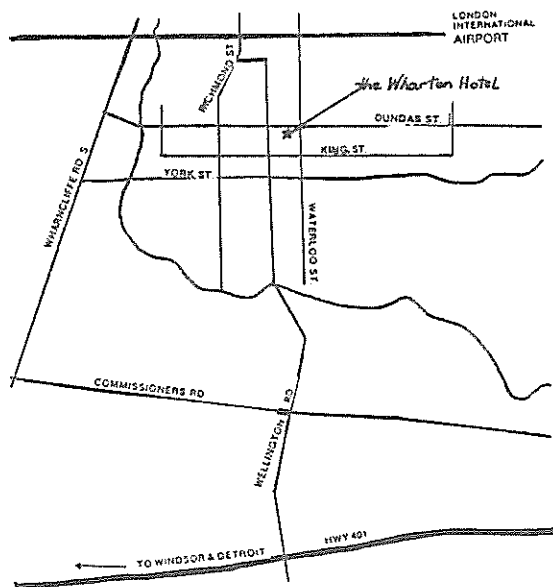 LONDON
INTERNATIONAL
AIRPORT
RICHMOND ST
the Wharton Hotel
DUNDAS ST.
KING. ST.
YORK ST.
WHARNCLIFFE RD S
WATERLOO ST.
COMMISSIONERS RD
WELLINGTON RD
HWY 401
TO WINDSOR & DETROIT